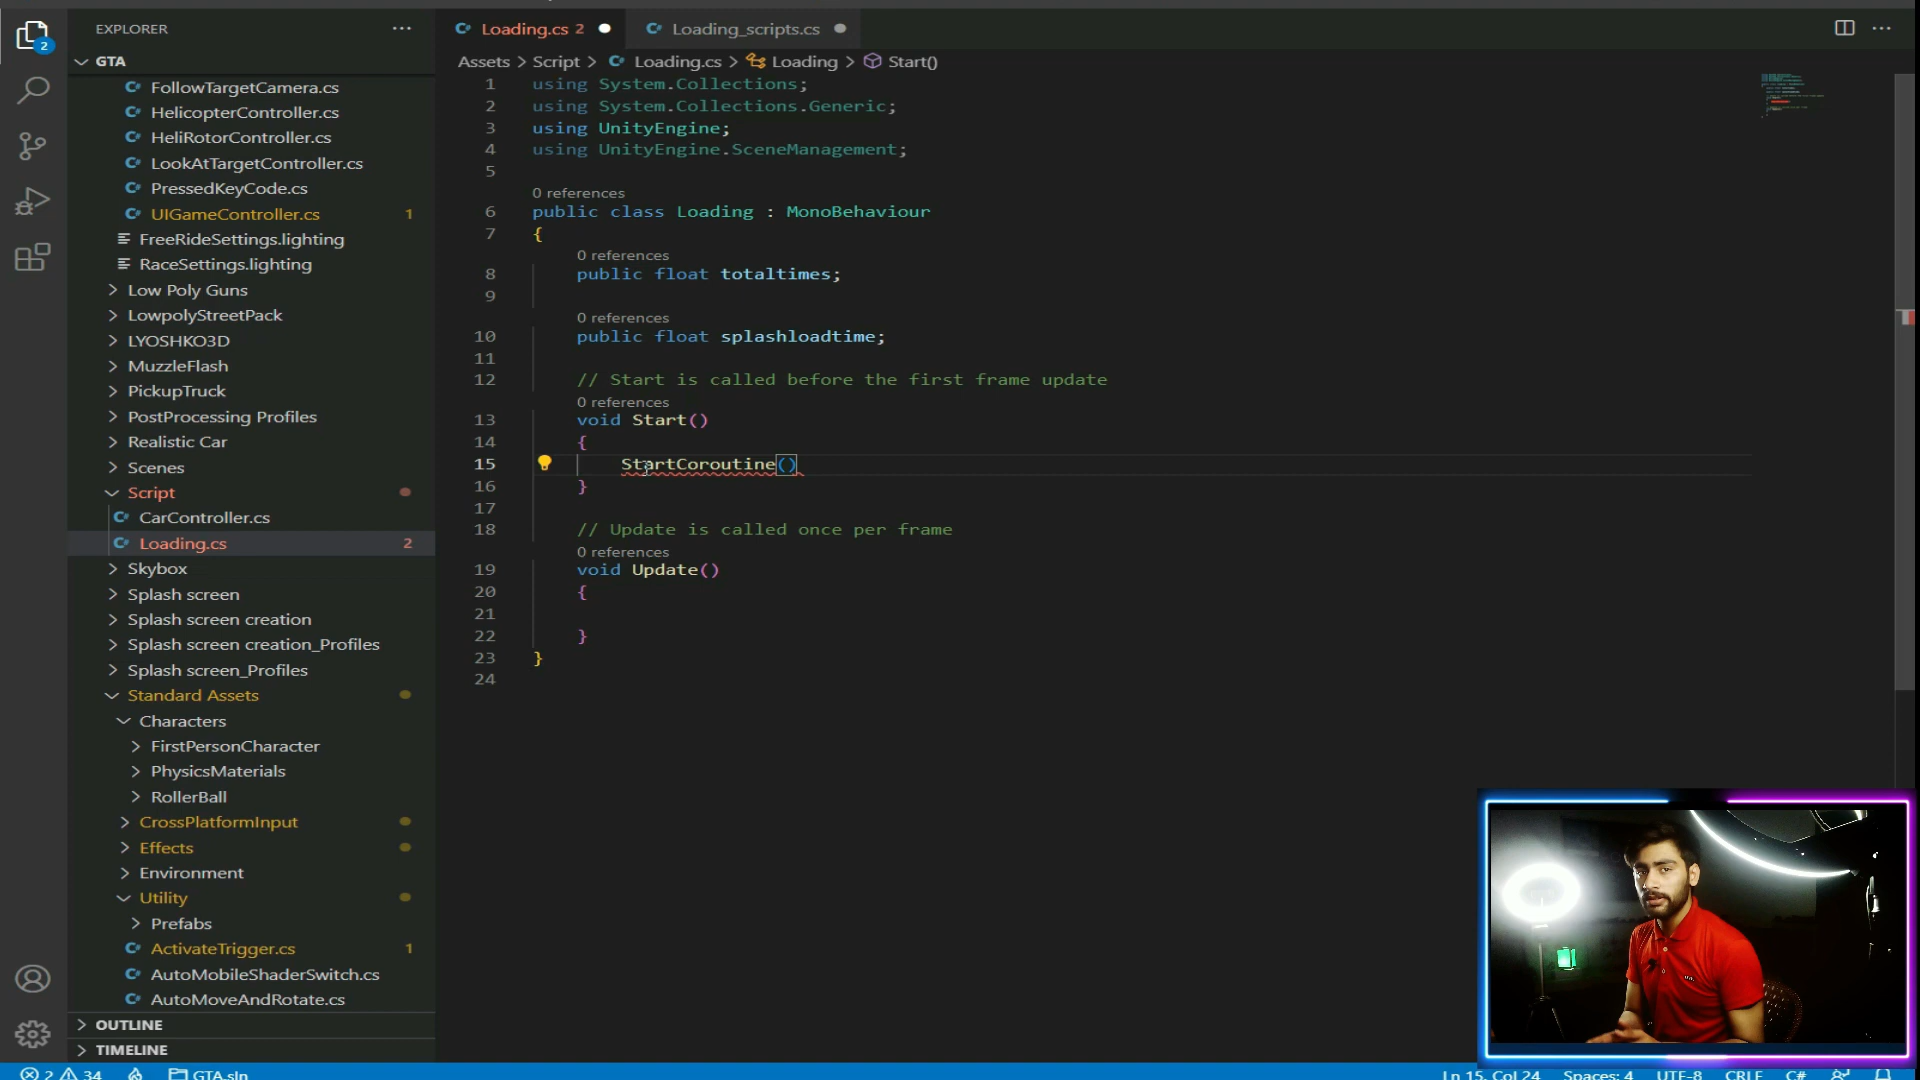 EXPLORER
GTA
FollowTargetCamera.cs
HelicopterController.cs
HeliRotorController.cs
LookAtTargetController.cs
PressedKeyCode.cs
UIGameController.cs 1
FreeRideSettings.lighting
RaceSettings.lighting
Low Poly Guns
LowpolyStreetPack
LYOSHKO3D
MuzzleFlash
PickupTruck
PostProcessing Profiles
Realistic Car
Scenes
Script
CarController.cs
Loading.cs 2
Skybox
Splash screen
Splash screen creation
Splash screen creation_Profiles
Splash screen_Profiles
Standard Assets
Characters
FirstPersonCharacter
PhysicsMaterials
RollerBall
CrossPlatformInput
Effects
Environment
Utility
Prefabs
ActivateTrigger.cs 1
AutoMobileShaderSwitch.cs
AutoMoveAndRotate.cs
OUTLINE
TIMELINE
2
Loading.cs 2 Loading_scripts.cs
Assets > Script > Loading.cs > Loading > Start()
1 using System.Collections;
2 using System.Collections.Generic;
3 using UnityEngine;
4 using UnityEngine.SceneManagement;
5
0 references
6 public class Loading : MonoBehaviour
7 {
0 references
8 public float totaltimes;
9
0 references
10 public float splashloadtime;
11
12 // Start is called before the first frame update
0 references
13 void Start()
14 {
15 StartCoroutine()
16 }
17
18 // Update is called once per frame
0 references
19 void Update()
20 {
21
22 }
23 }
24
2 34 GTA.sln
Ln 15, Col 24 Spaces: 4 UTF-8 CRLF C#